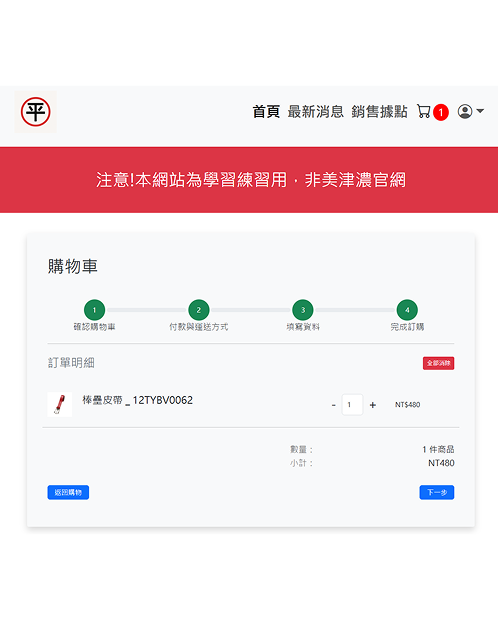 平
首頁 最新消息 銷售據點 1
注意!本網站為學習練習用，非美津濃官網
購物車
1 2 3 4
確認購物車 付款與運送方式 填寫資料 完成訂購
訂單明細 全部消除
棒壘皮帶 _ 12TYBV0062 - 1 + NT$480
數量： 1 件商品
小計： NT480
返回購物 下一步